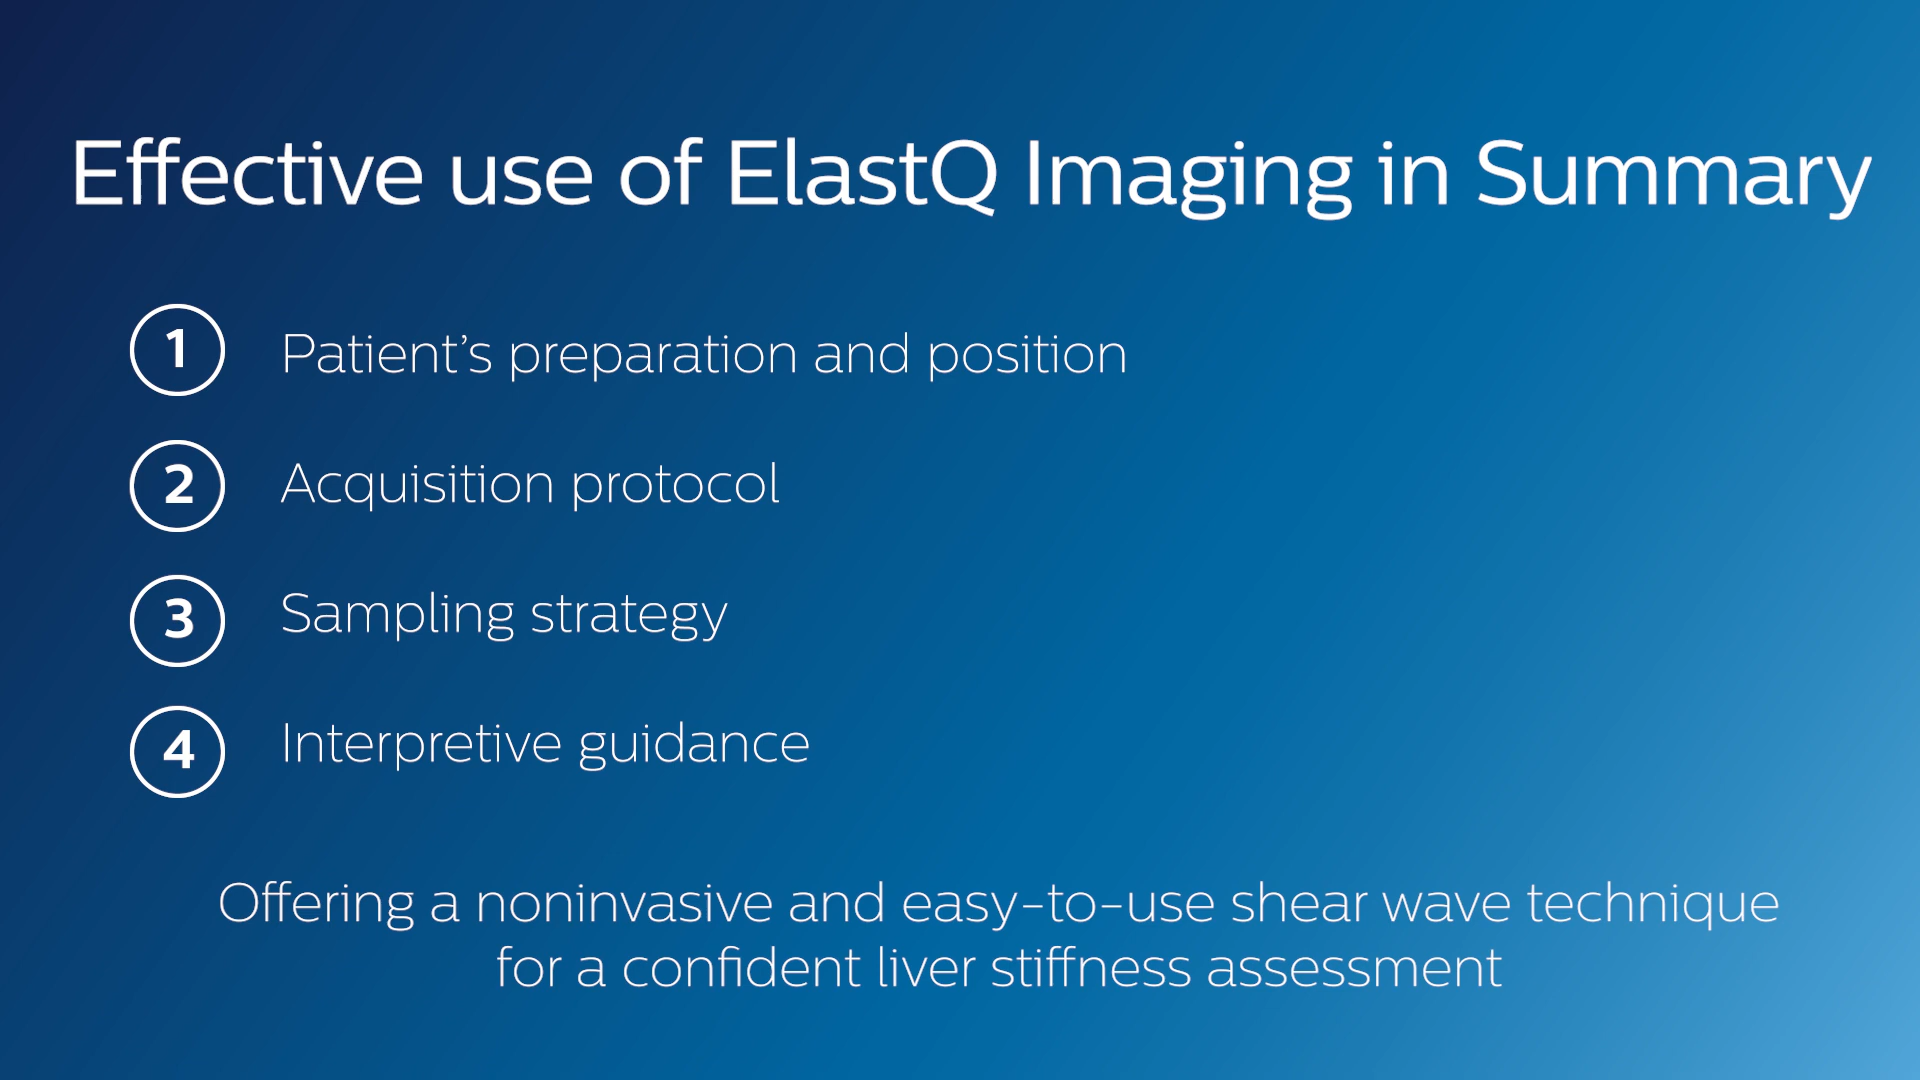 Effective use of ElastQ Imaging in Summary
1 Patient’s preparation and position
2 Acquisition protocol
3 Sampling strategy
4 Interpretive guidance
Offering a noninvasive and easy-to-use shear wave technique
for a confident liver stiffness assessment